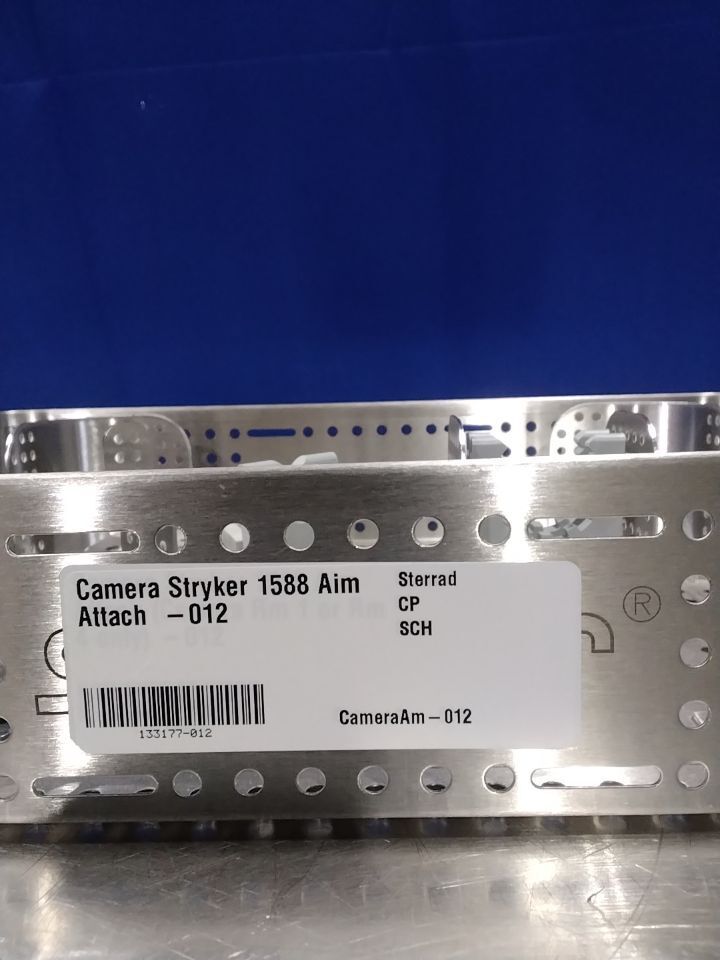 Camera Stryker 1588 Aim
Attach -012
Sterrad
CP
SCH
133177-012
CameraAm-012
®